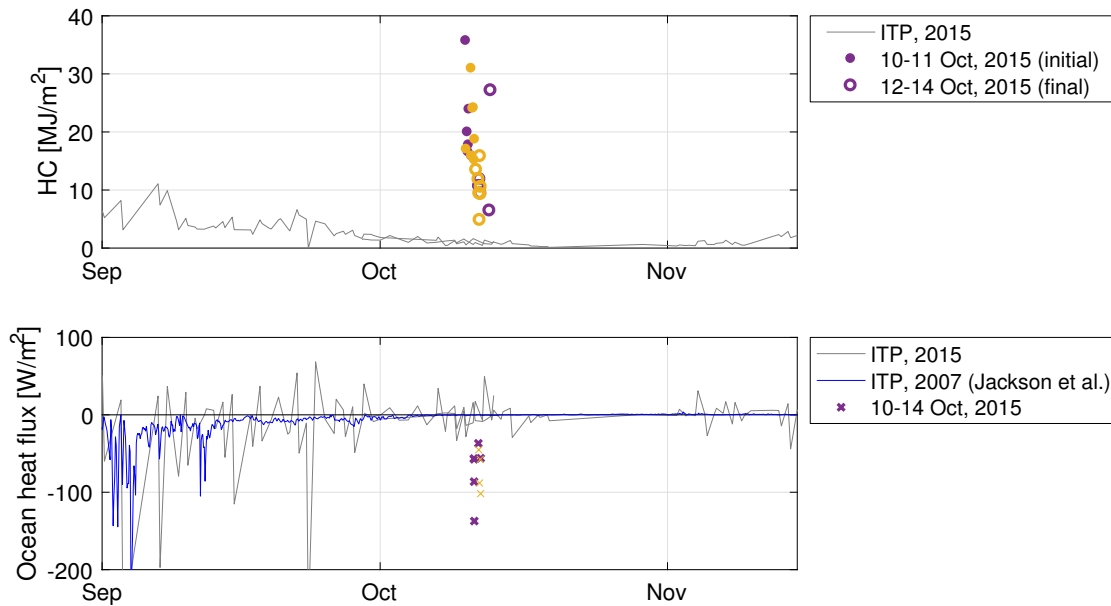 40
30
20
10
0
HC [MJ/m²]
Sep
Oct
Nov
ITP, 2015
10-11 Oct, 2015 (initial)
12-14 Oct, 2015 (final)
100
0
-100
-200
Ocean heat flux [W/m²]
Sep
Oct
Nov
ITP, 2015
ITP, 2007 (Jackson et al.)
10-14 Oct, 2015